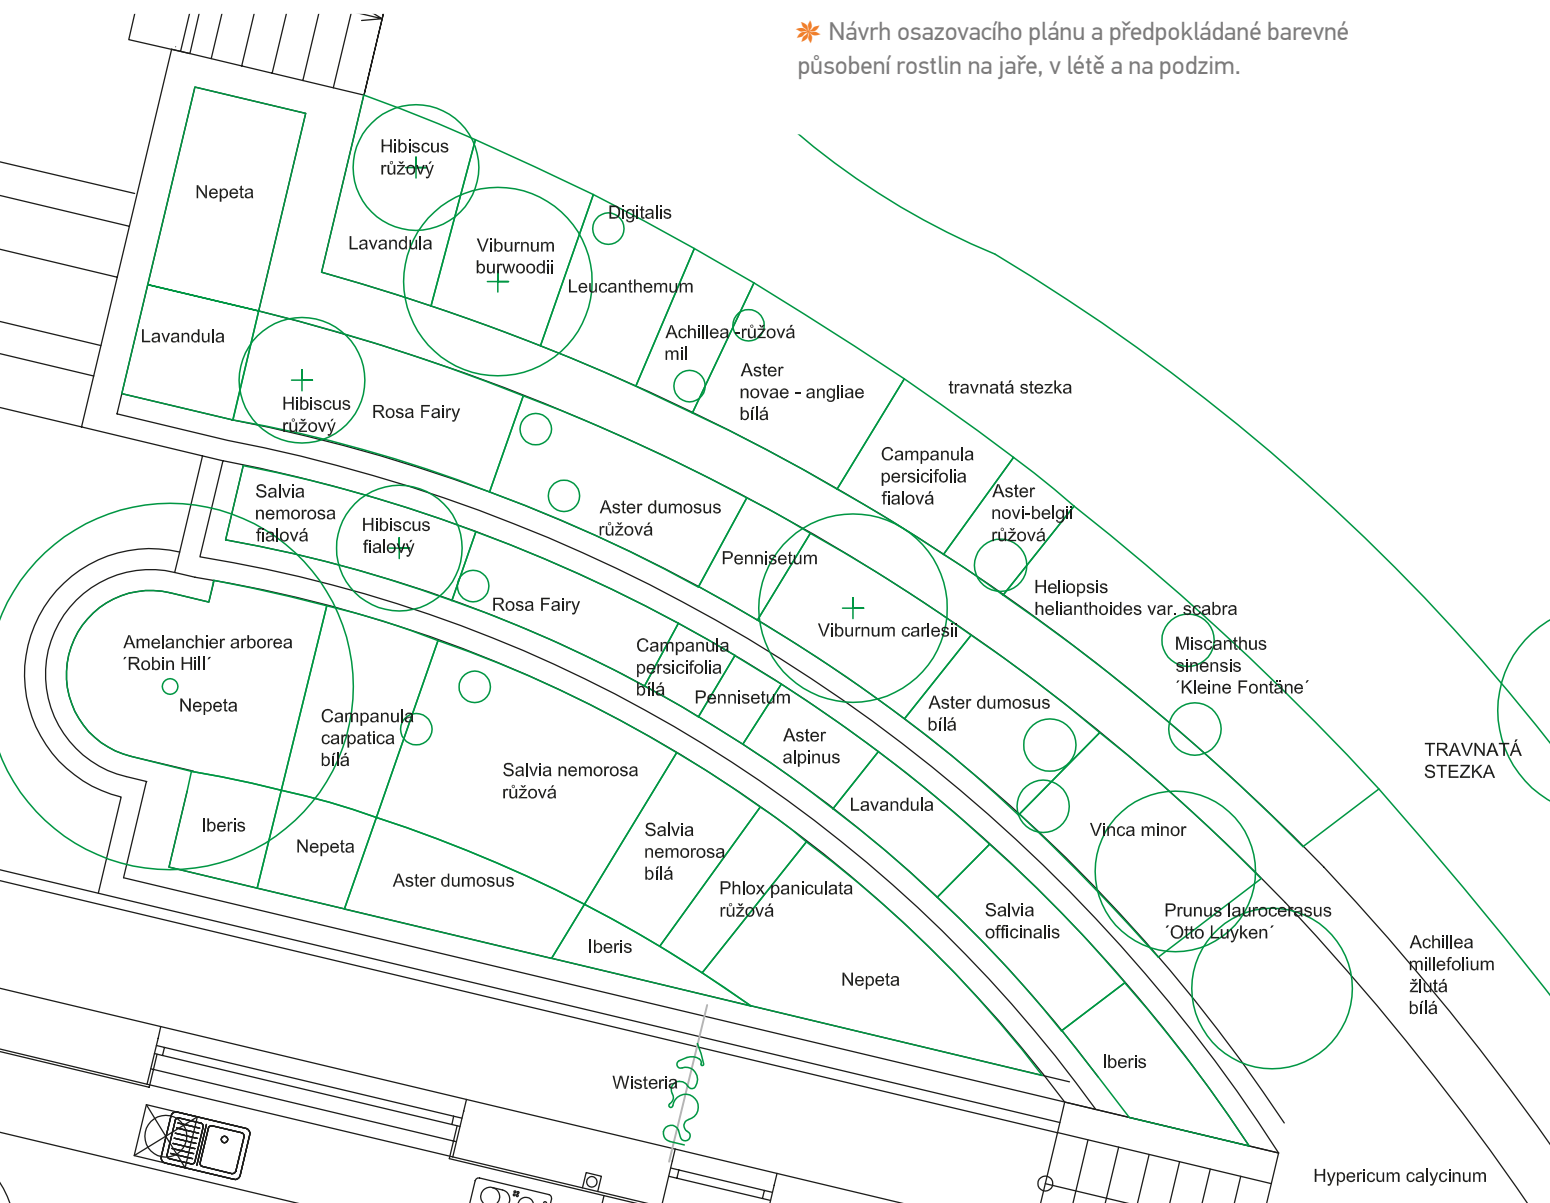 Návrh osazovacího plánu a předpokládané barevné
působení rostlin na jaře, v létě a na podzim.
Hibiscus
růžový
Nepeta
Digitalis
Lavandula
Viburnum
burwoodii
Leucanthemum
Lavandula
Achillea -růžová
mil
Aster
novae - angliae
bílá
travnatá stezka
Hibiscus
růžový
Rosa Fairy
Campanula
persicifolia
fialová
Salvia
nemorosa
fialová
Hibiscus
fialový
Aster dumosus
růžová
Aster
novi-belgii
růžová
Pennisetum
Heliopsis
helianthoides var. scabra
Rosa Fairy
Viburnum carlesii
Amelanchier arborea
´Robin Hill´
Nepeta
Campanula
persicifolia
bílá
Miscanthus
sinensis
´Kleine Fontäne´
Pennisetum
Aster dumosus
bílá
Campanula
carpatica
bílá
Aster
alpinus
TRAVNATÁ
STEZKA
Salvia nemorosa
růžová
Lavandula
Iberis
Nepeta
Salvia
nemorosa
bílá
Vinca minor
Aster dumosus
Phlox paniculata
růžová
Salvia
officinalis
Prunus laurocerasus
´Otto Luyken´
Iberis
Achillea
millefolium
žlutá
bílá
Nepeta
Iberis
Wisteria
Hypericum calycinum